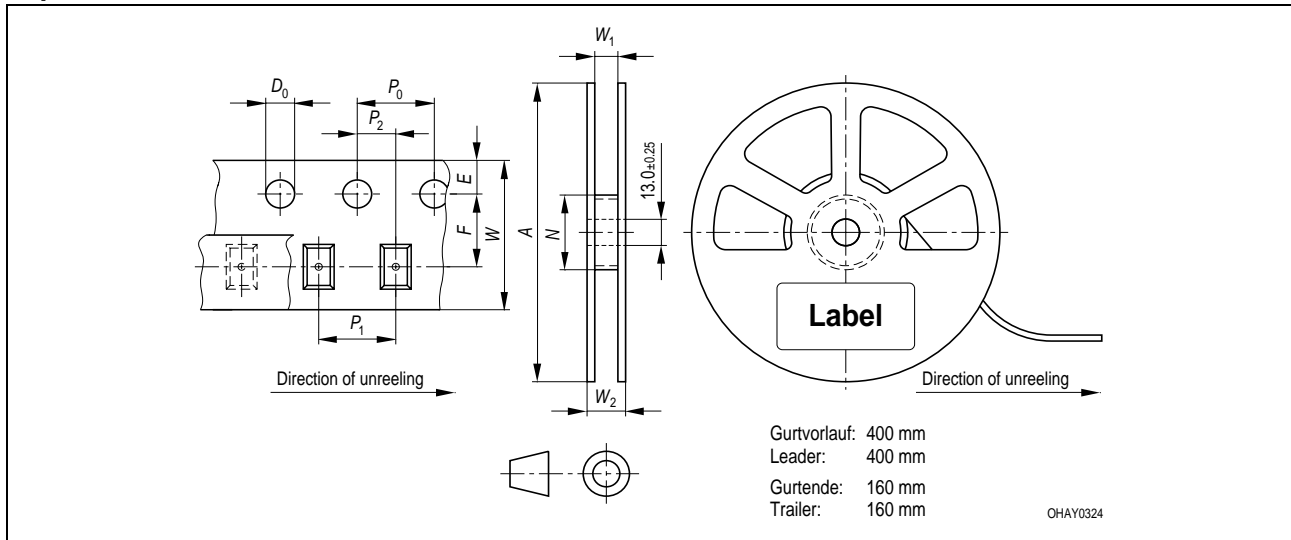 W1
D0
P0
P2
E
F
W
A
N
13.0±0.25
P1
W2
Label
Direction of unreeling
Direction of unreeling
Gurtvorlauf: 400 mm
Leader: 400 mm
Gurtende: 160 mm
Trailer: 160 mm
OHAY0324